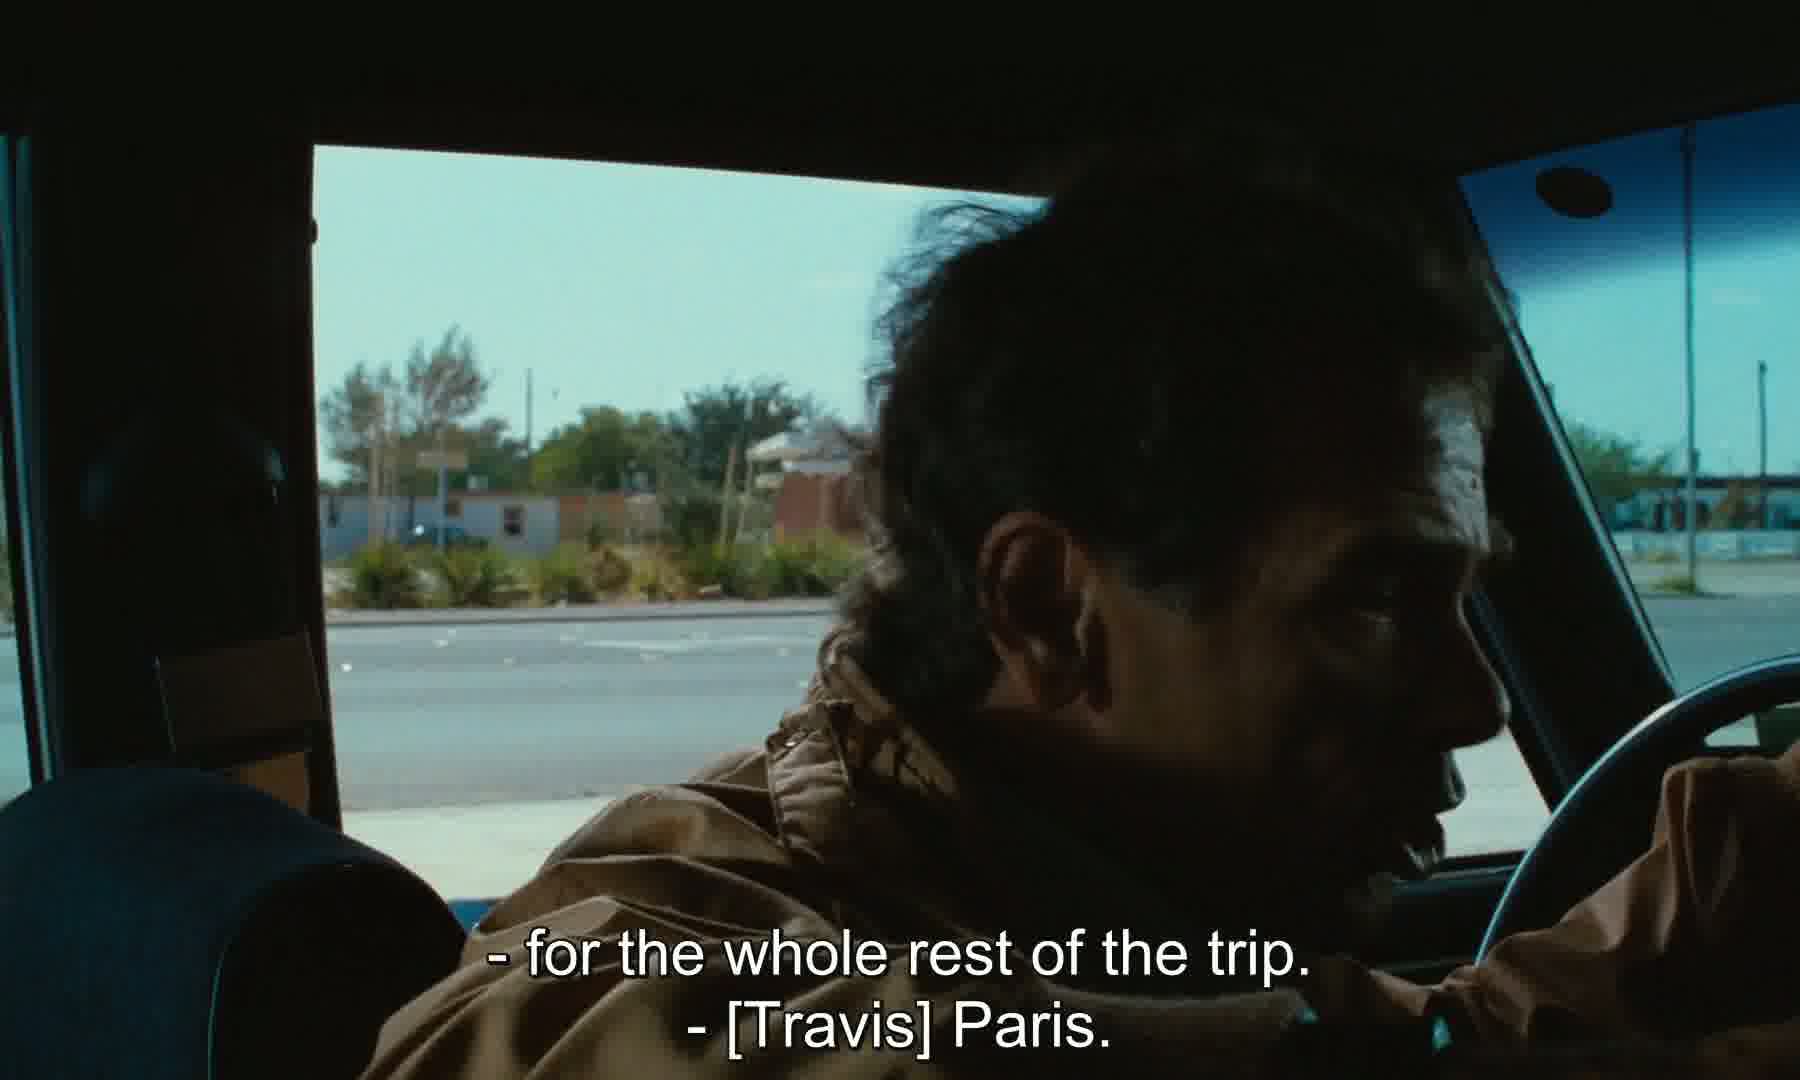 - for the whole rest of the trip.
- [Travis] Paris.